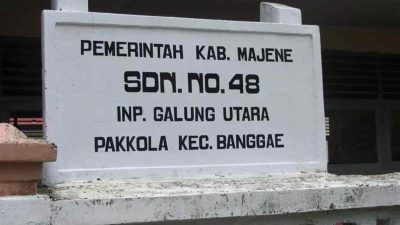 PEMERINTAH KAB. MAJENE
SDN. NO. 48
INP. GALUNG UTARA
PAKKOLA KEC. BANGGAE